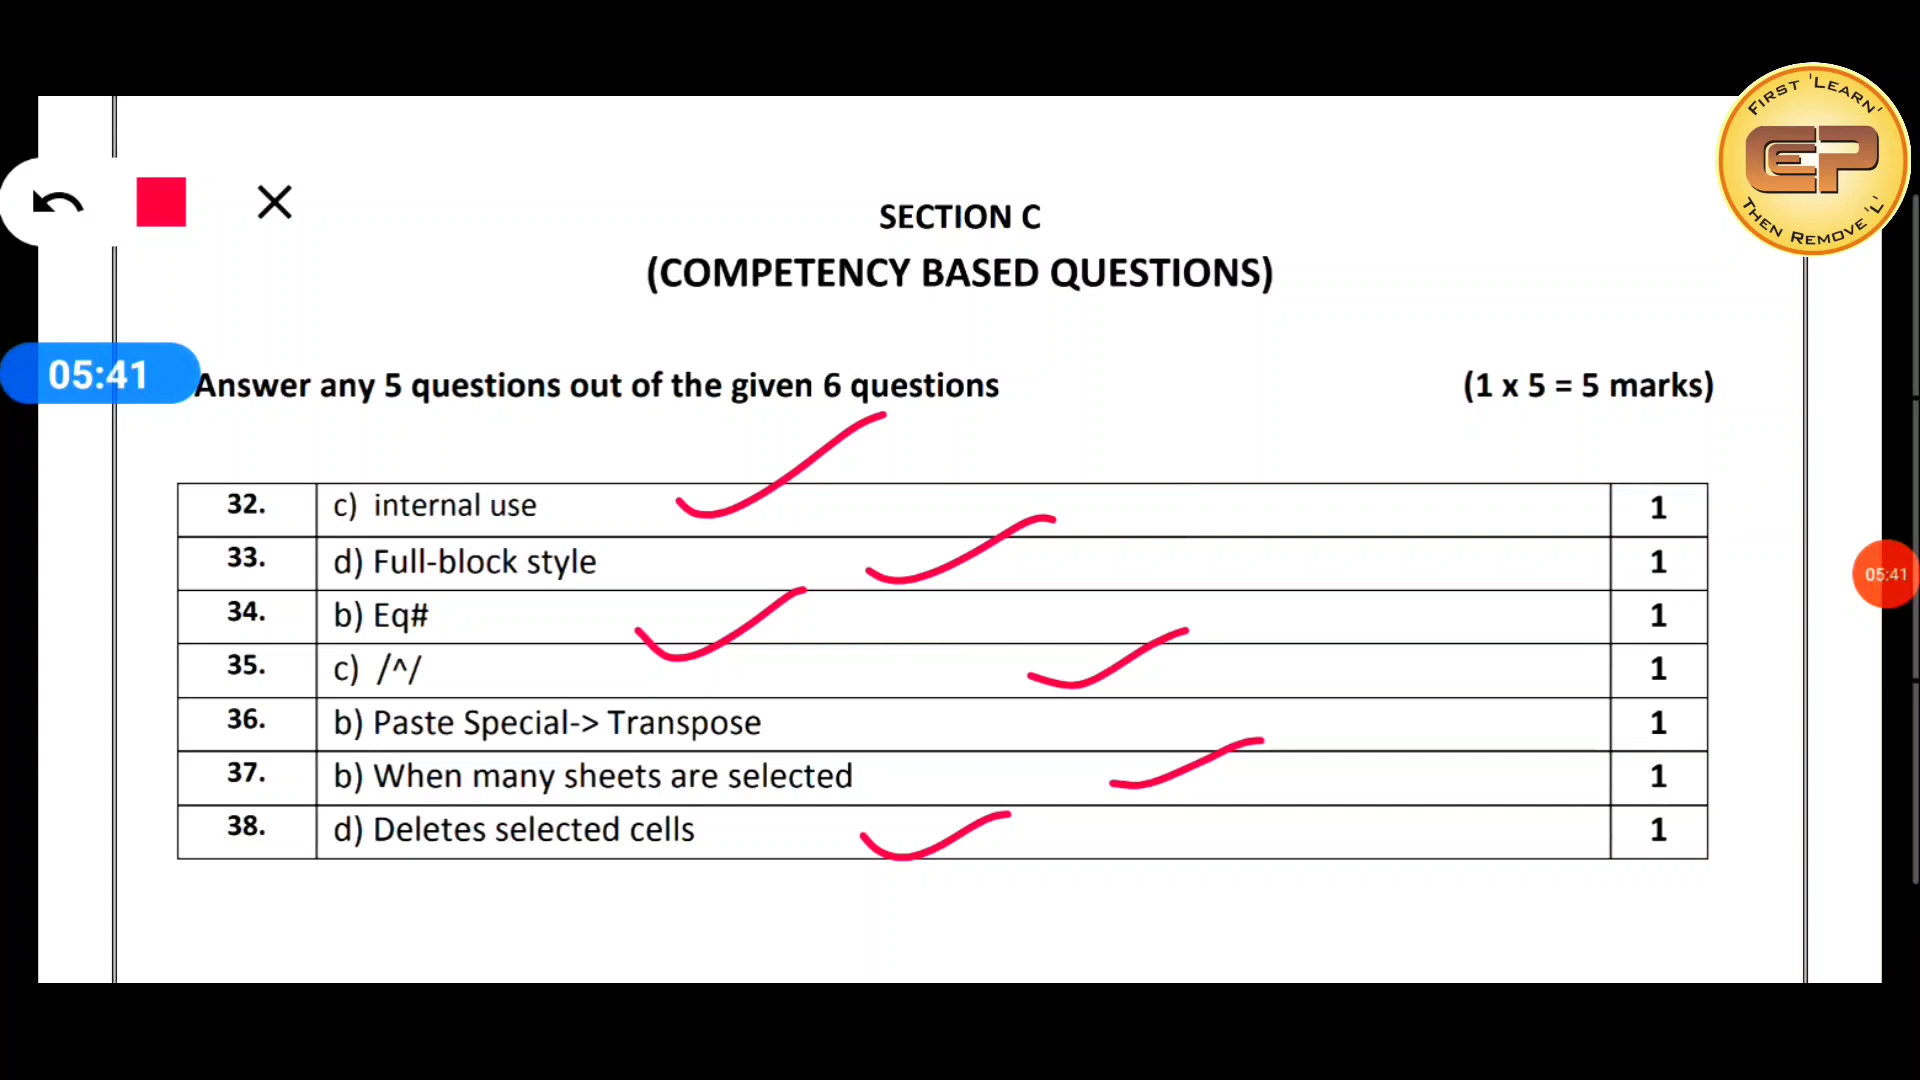 FIRST 'LEARN'
EP
THEN REMOVE 'L'
SECTION C
(COMPETENCY BASED QUESTIONS)
05:41
Answer any 5 questions out of the given 6 questions (1 x 5 = 5 marks)
32. c) internal use 1
33. d) Full-block style 1
05:41
34. b) Eq# 1
35. c) /^/ 1
36. b) Paste Special-> Transpose 1
37. b) When many sheets are selected 1
38. d) Deletes selected cells 1